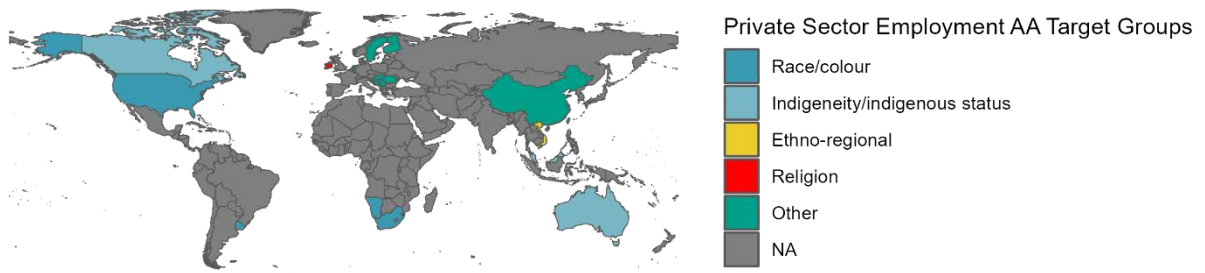 Private Sector Employment AA Target Groups
Race/colour
Indigeneity/indigenous status
Ethno-regional
Religion
Other
NA